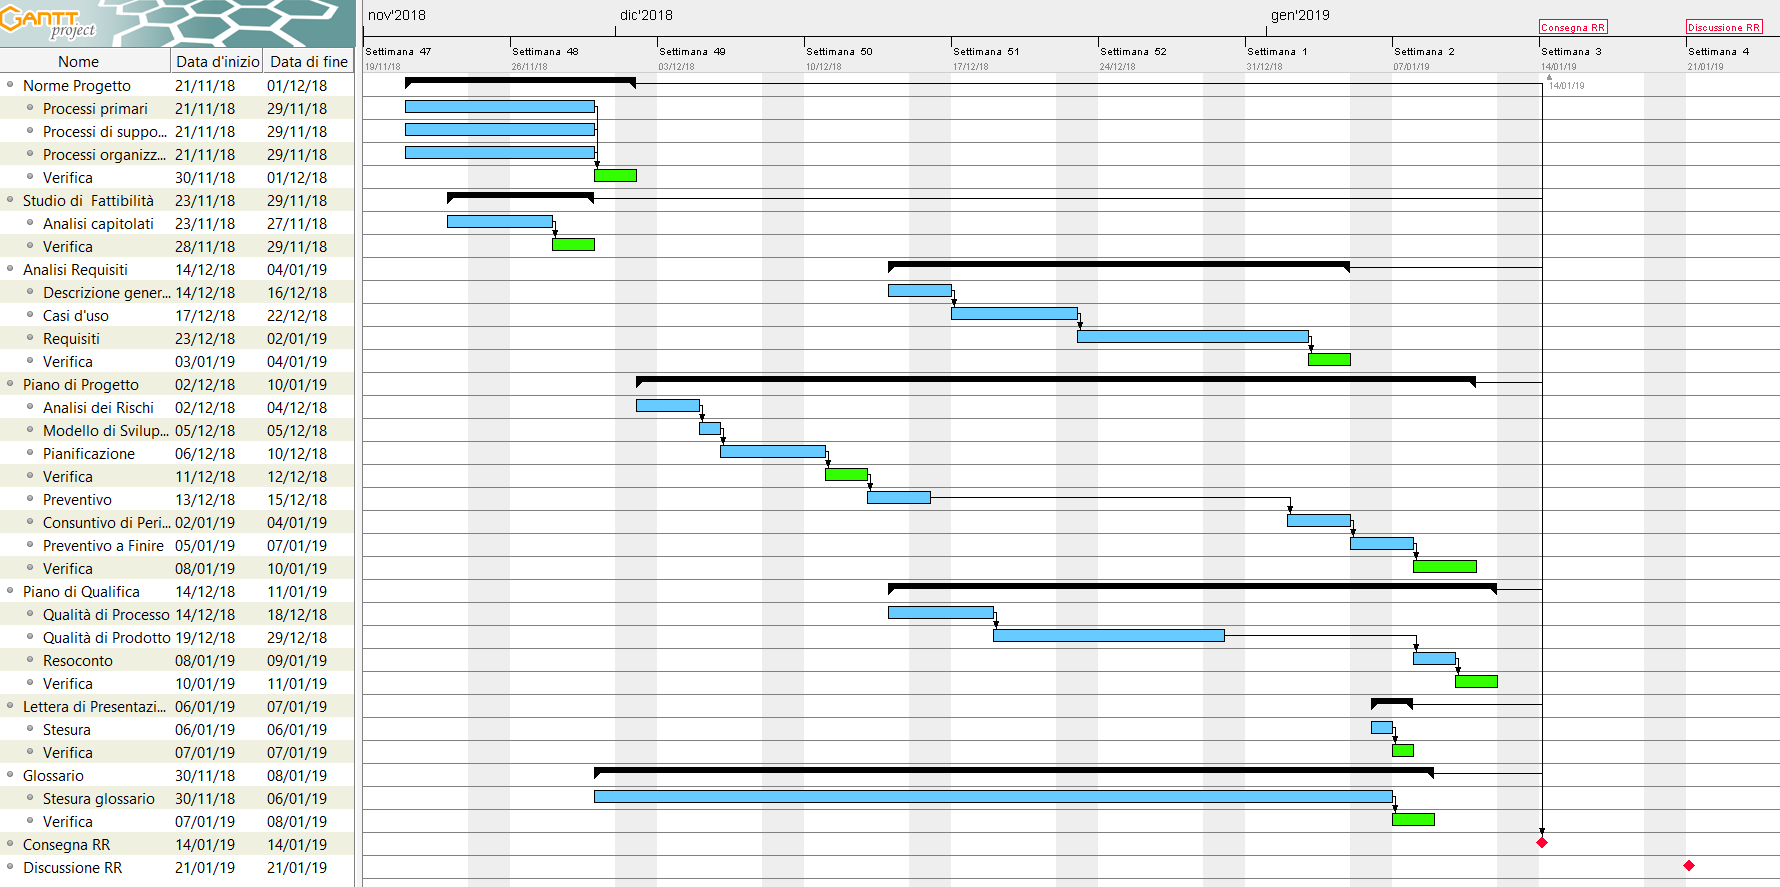 GANTT
project
nov'2018 dic'2018 gen'2019
Consegna RR Discussione RR
Settimana 47 Settimana 48 Settimana 49 Settimana 50 Settimana 51 Settimana 52 Settimana 1 Settimana 2 Settimana 3 Settimana 4
19/11/18 26/11/18 03/12/18 10/12/18 17/12/18 24/12/18 31/12/18 07/01/19 14/01/19 21/01/19
14/01/19
Nome Data d'inizio Data di fine
Norme Progetto 21/11/18 01/12/18
Processi primari 21/11/18 29/11/18
Processi di suppo... 21/11/18 29/11/18
Processi organizz... 21/11/18 29/11/18
Verifica 30/11/18 01/12/18
Studio di Fattibilità 23/11/18 29/11/18
Analisi capitolati 23/11/18 27/11/18
Verifica 28/11/18 29/11/18
Analisi Requisiti 14/12/18 04/01/19
Descrizione gener... 14/12/18 16/12/18
Casi d'uso 17/12/18 22/12/18
Requisiti 23/12/18 02/01/19
Verifica 03/01/19 04/01/19
Piano di Progetto 02/12/18 10/01/19
Analisi dei Rischi 02/12/18 04/12/18
Modello di Svilup... 05/12/18 05/12/18
Pianificazione 06/12/18 10/12/18
Verifica 11/12/18 12/12/18
Preventivo 13/12/18 15/12/18
Consuntivo di Peri... 02/01/19 04/01/19
Preventivo a Finire 05/01/19 07/01/19
Verifica 08/01/19 10/01/19
Piano di Qualifica 14/12/18 11/01/19
Qualità di Processo 14/12/18 18/12/18
Qualità di Prodotto 19/12/18 29/12/18
Resoconto 08/01/19 09/01/19
Verifica 10/01/19 11/01/19
Lettera di Presentazi... 06/01/19 07/01/19
Stesura 06/01/19 06/01/19
Verifica 07/01/19 07/01/19
Glossario 30/11/18 08/01/19
Stesura glossario 30/11/18 06/01/19
Verifica 07/01/19 08/01/19
Consegna RR 14/01/19 14/01/19
Discussione RR 21/01/19 21/01/19